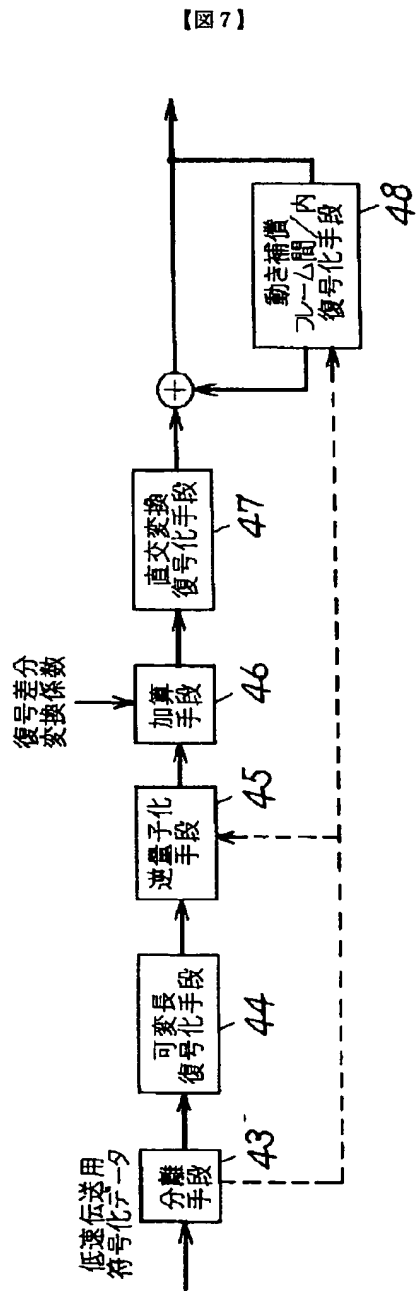 【図7】
低速伝送用
符号化データ
分離
手段
43
可変長
復号化手段
44
逆量子化
手段
45
復号差分
変換係数
加算
手段
46
直交変換
復号化手段
47
動き補償
フレーム間/内
復号化手段
48